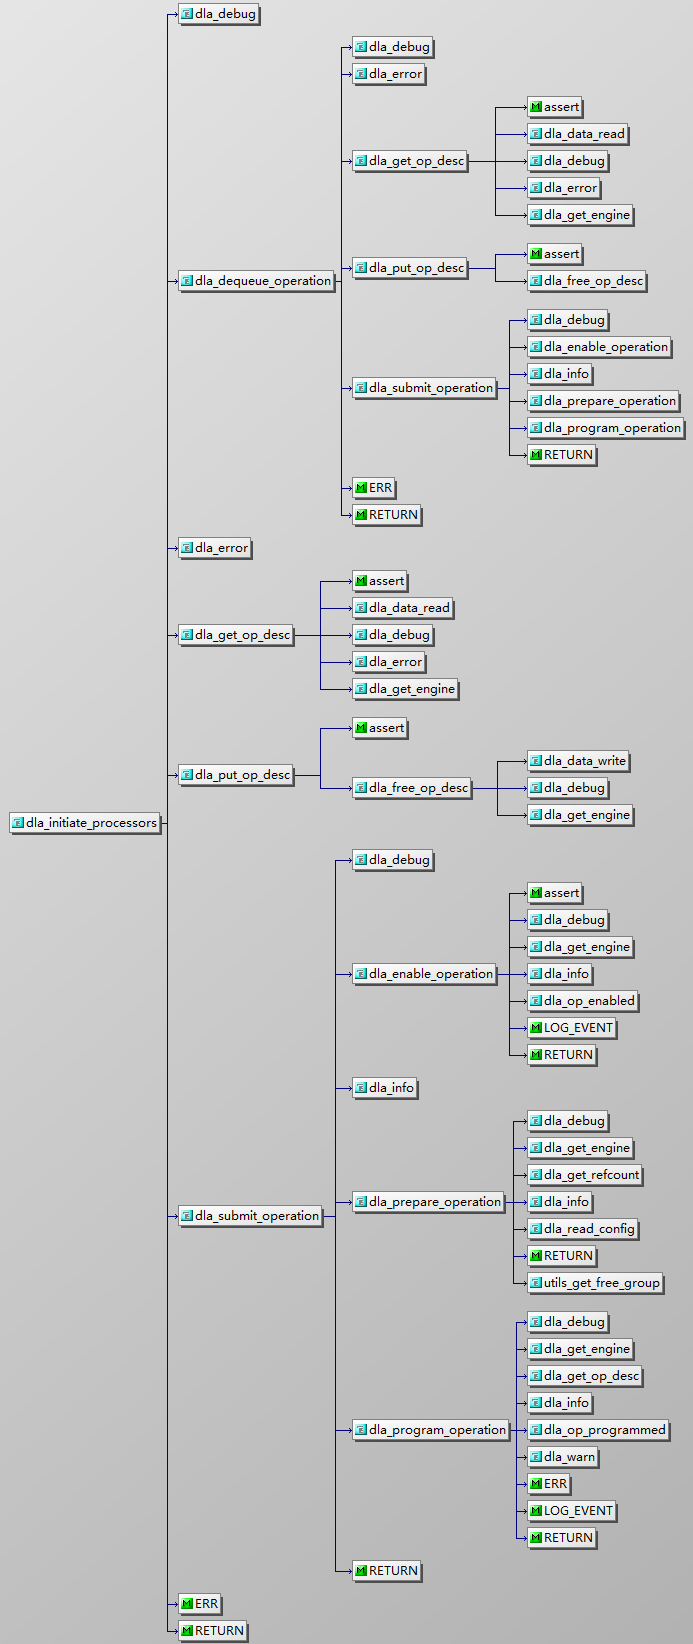 dla_debug
dla_debug
dla_error
assert
dla_data_read
dla_get_op_desc
dla_debug
dla_error
dla_get_engine
assert
dla_put_op_desc
dla_dequeue_operation
dla_free_op_desc
dla_debug
dla_enable_operation
dla_info
dla_submit_operation
dla_prepare_operation
dla_program_operation
RETURN
ERR
RETURN
dla_error
assert
dla_data_read
dla_get_op_desc
dla_debug
dla_error
dla_get_engine
assert
dla_data_write
dla_put_op_desc
dla_free_op_desc
dla_debug
dla_get_engine
dla_initiate_processors
dla_debug
assert
dla_debug
dla_get_engine
dla_enable_operation
dla_info
dla_op_enabled
LOG_EVENT
RETURN
dla_info
dla_debug
dla_get_engine
dla_get_refcount
dla_prepare_operation
dla_info
dla_submit_operation
dla_read_config
RETURN
utils_get_free_group
dla_debug
dla_get_engine
dla_get_op_desc
dla_info
dla_program_operation
dla_op_programmed
dla_warn
ERR
LOG_EVENT
RETURN
RETURN
ERR
RETURN